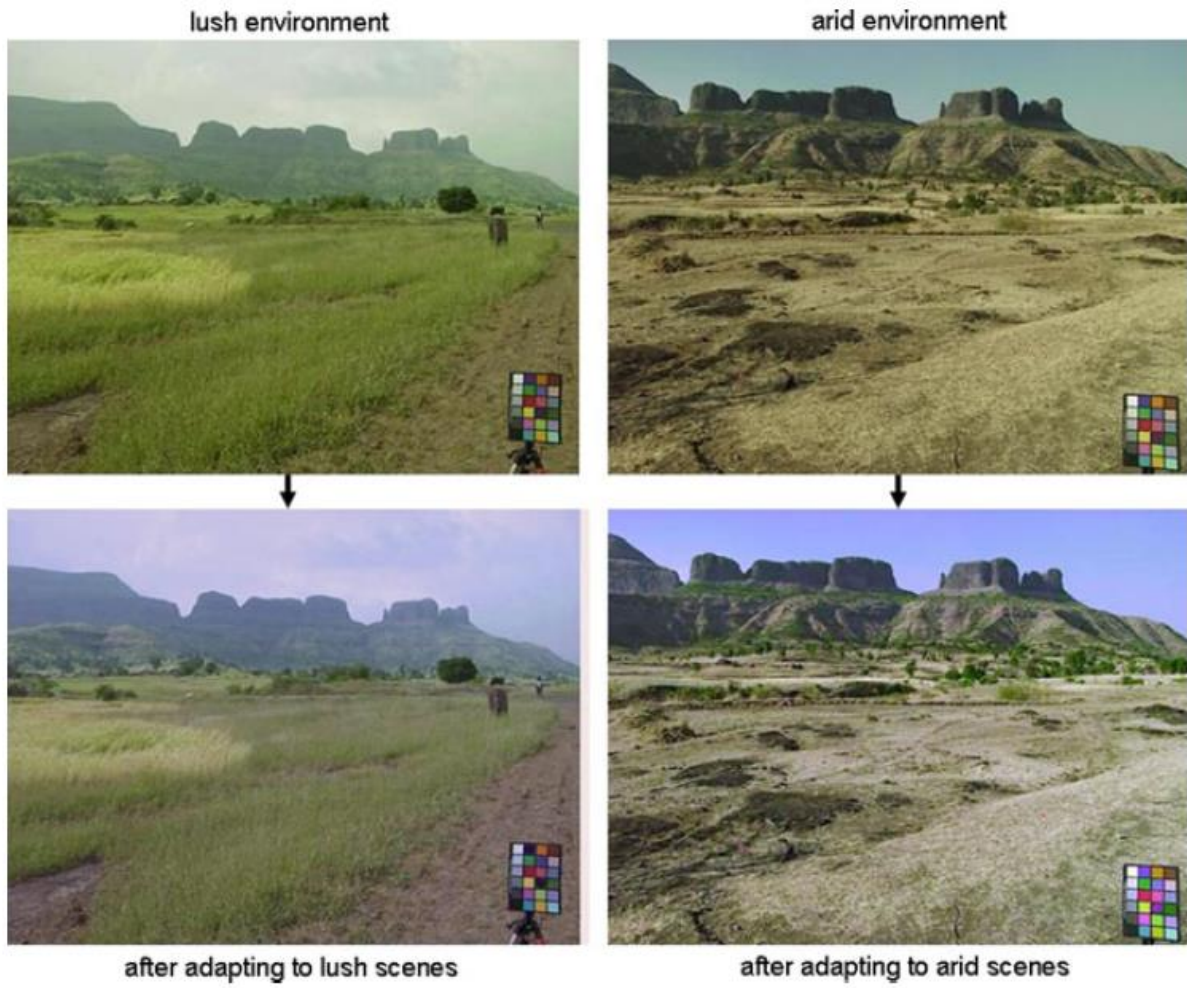 lush environment
arid environment
after adapting to lush scenes
after adapting to arid scenes